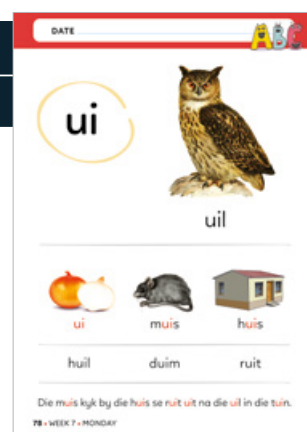 DATE
ABC
ui
uil
ui muis huis
huil duim ruit
Die muis kyk by die huis se ruit uit na die uil in die tuin.
78 • WEEK 7 • MONDAY